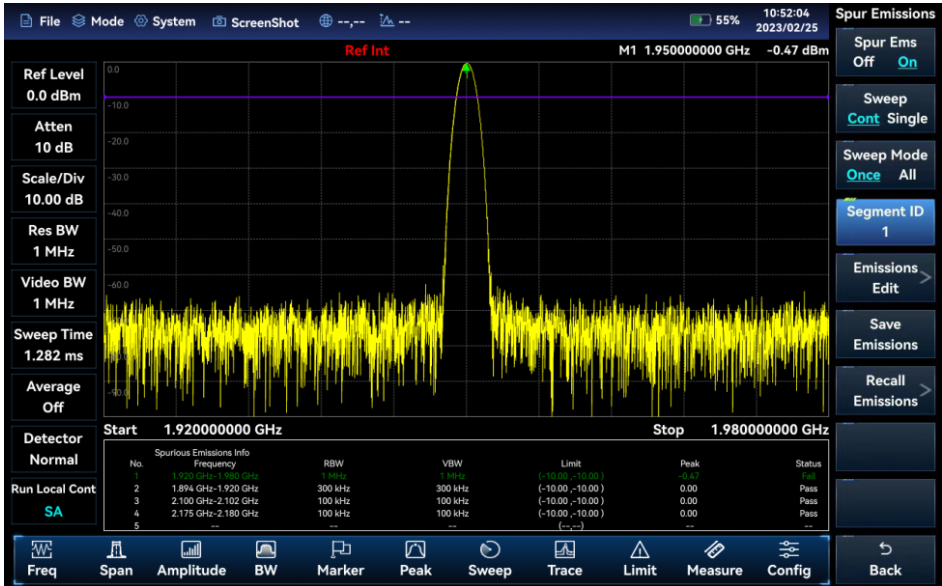 File Mode System ScreenShot --,-- -- 55% 10:52:04
2023/02/25
Spur Emissions
Ref Int
M1 1.950000000 GHz -0.47 dBm
Ref Level
0.0 dBm
Atten
10 dB
Scale/Div
10.00 dB
Res BW
1 MHz
Video BW
1 MHz
Sweep Time
1.282 ms
Average
Off
Detector
Normal
Run Local Cont
SA
0.0
-10.0
-20.0
-30.0
-40.0
-50.0
-60.0
-90.0
Start 1.920000000 GHz Stop 1.980000000 GHz
Spurious Emissions Info
No. Frequency RBW VBW Limit Peak Status
1 1.920 GHz-1.980 GHz 1 MHz 1 MHz (-10.00 ,-10.00 ) -0.47 Fail
2 1.894 GHz-1.920 GHz 300 kHz 300 kHz (-10.00 ,-10.00 ) 0.00 Pass
3 2.100 GHz-2.102 GHz 100 kHz 100 kHz (-10.00 ,-10.00 ) 0.00 Pass
4 2.175 GHz-2.180 GHz 100 kHz 100 kHz (-10.00 ,-10.00 ) 0.00 Pass
5 -- -- -- (--,--) -- --
Spur Ems
Off On
Sweep
Cont Single
Sweep Mode
Once All
Segment ID
1
Emissions
Edit
Save
Emissions
Recall
Emissions
Freq Span Amplitude BW Marker Peak Sweep Trace Limit Measure Config Back